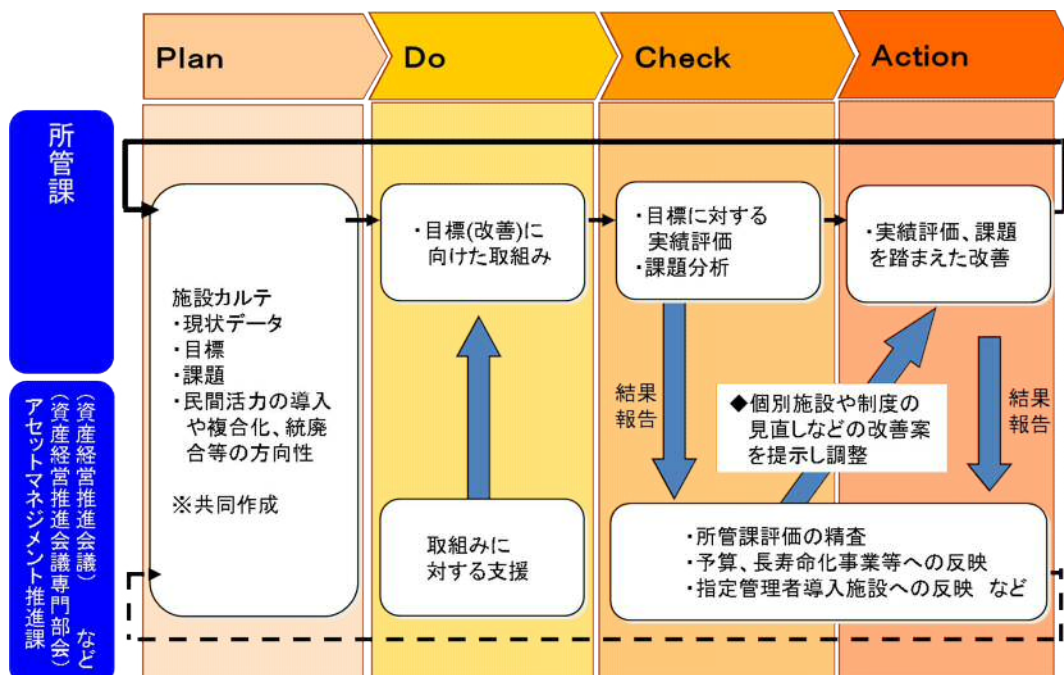 Plan
Do
Check
Action
所管課
施設カルテ
・現状データ
・目標
・課題
・民間活力の導入
や複合化、統廃
合等の方向性
※共同作成
・目標(改善)に
向けた取組み
・目標に対する
実績評価
・課題分析
・実績評価、課題
を踏まえた改善
結果
報告
◆個別施設や制度の
見直しなどの改善案
を提示し調整
結果
報告
アセットマネジメント推進課
(資産経営推進会議専門部会)
(資産経営推進会議) など
取組みに
対する支援
・所管課評価の精査
・予算、長寿命化事業等への反映
・指定管理者導入施設への反映 など